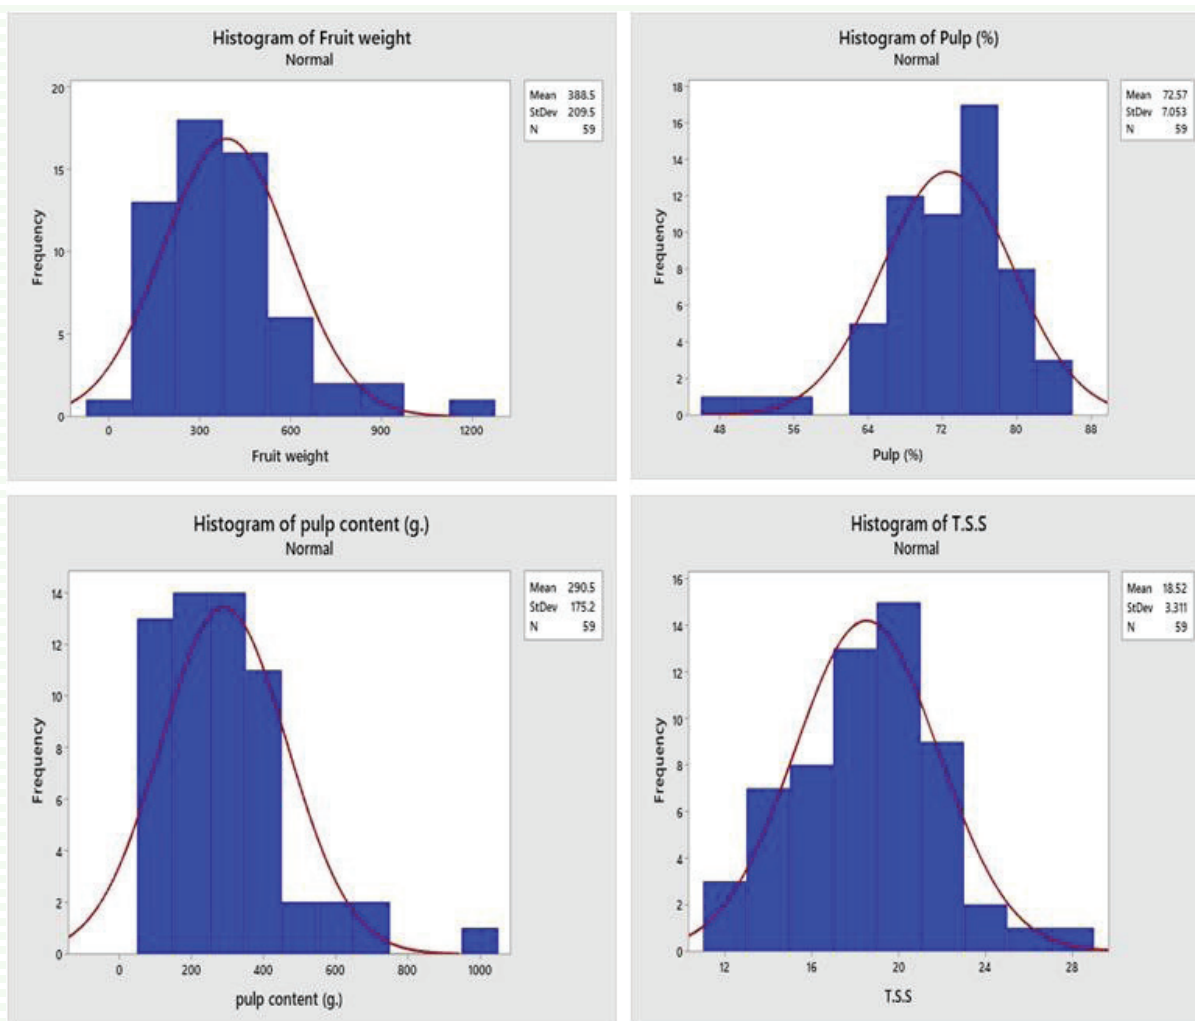 Histogram of Fruit weight
Normal
Mean 388.5
StDev 209.5
N 59
Frequency
20
15
10
5
0
0 300 600 900 1200
Fruit weight
Histogram of Pulp (%)
Normal
Mean 72.57
StDev 7.053
N 59
Frequency
18
16
14
12
10
8
6
4
2
0
48 56 64 72 80 88
Pulp (%)
Histogram of pulp content (g.)
Normal
Mean 290.5
StDev 175.2
N 59
Frequency
14
12
10
8
6
4
2
0
0 200 400 600 800 1000
pulp content (g.)
Histogram of T.S.S
Normal
Mean 18.52
StDev 3.311
N 59
Frequency
16
14
12
10
8
6
4
2
0
12 16 20 24 28
T.S.S